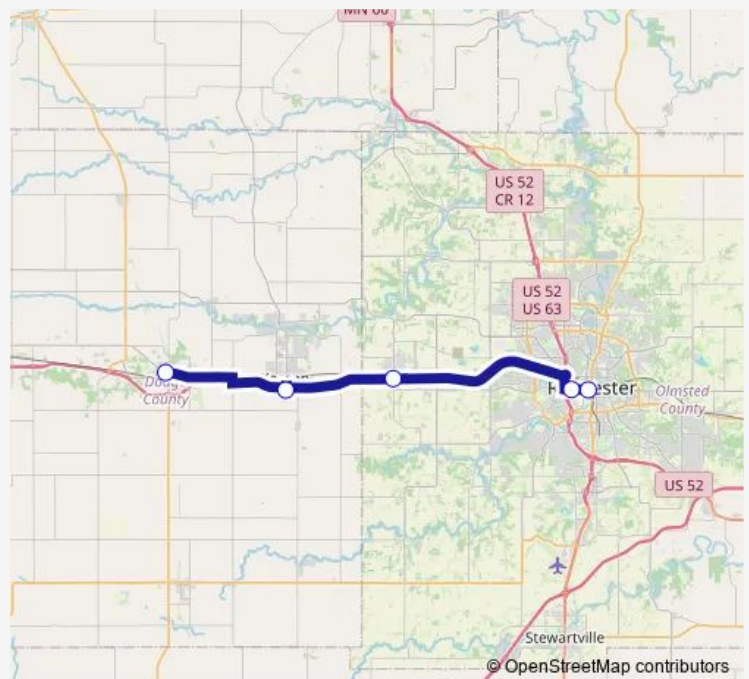 MN 60
US 52
CR 12
US 52
US 63
County
Olmsted
County
US 52
Stewartville
© OpenStreetMap contributors